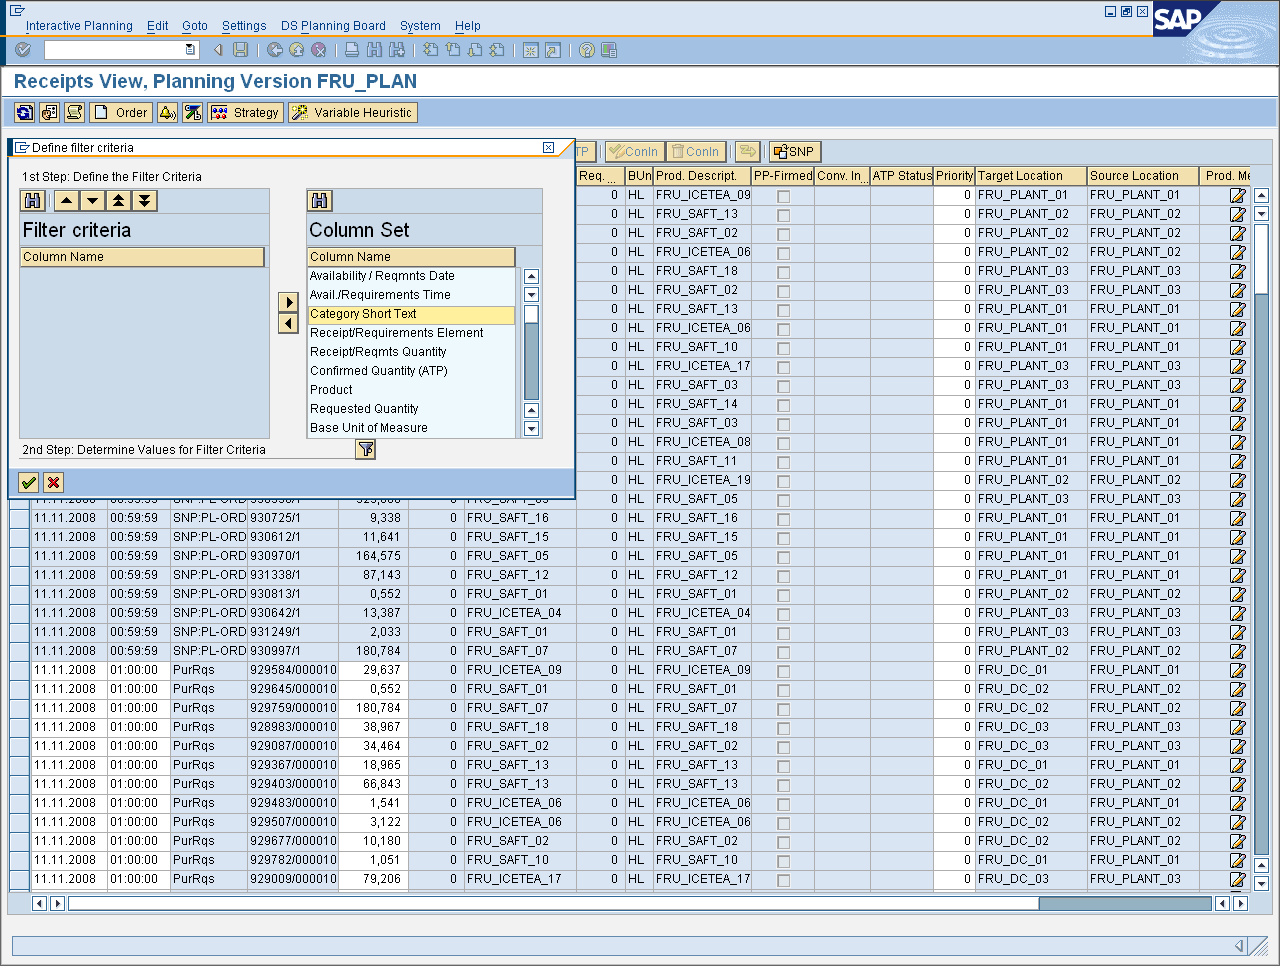 Interactive Planning Edit Goto Settings DS Planning Board System Help
SAP
Receipts View, Planning Version FRU_PLAN
Order Strategy Variable Heuristic
Define filter criteria
TP ConIn ConIn SNP
1st Step: Define the Filter Criteria
Filter criteria
Column Name
Column Set
Column Name
Availability / Reqmnts Date
Avail./Requirements Time
Category Short Text
Receipt/Requirements Element
Receipt/Reqmts Quantity
Confirmed Quantity (ATP)
Product
Requested Quantity
Base Unit of Measure
2nd Step: Determine Values for Filter Criteria
Req. ... BUn Prod. Descript. PP-Firmed Conv. In... ATP Status Priority Target Location Source Location Prod. Me
0 HL FRU_ICETEA_09 0 FRU_PLANT_01 FRU_PLANT_01
0 HL FRU_SAFT_13 0 FRU_PLANT_02 FRU_PLANT_02
0 HL FRU_SAFT_02 0 FRU_PLANT_02 FRU_PLANT_02
0 HL FRU_ICETEA_06 0 FRU_PLANT_02 FRU_PLANT_02
0 HL FRU_SAFT_18 0 FRU_PLANT_03 FRU_PLANT_03
0 HL FRU_SAFT_02 0 FRU_PLANT_03 FRU_PLANT_03
0 HL FRU_SAFT_13 0 FRU_PLANT_01 FRU_PLANT_01
0 HL FRU_ICETEA_06 0 FRU_PLANT_01 FRU_PLANT_01
0 HL FRU_SAFT_10 0 FRU_PLANT_01 FRU_PLANT_01
0 HL FRU_ICETEA_17 0 FRU_PLANT_03 FRU_PLANT_03
0 HL FRU_SAFT_03 0 FRU_PLANT_03 FRU_PLANT_03
0 HL FRU_SAFT_14 0 FRU_PLANT_01 FRU_PLANT_01
0 HL FRU_SAFT_03 0 FRU_PLANT_01 FRU_PLANT_01
0 HL FRU_ICETEA_08 0 FRU_PLANT_01 FRU_PLANT_01
0 HL FRU_SAFT_11 0 FRU_PLANT_01 FRU_PLANT_01
0 HL FRU_ICETEA_19 0 FRU_PLANT_02 FRU_PLANT_02
0 HL FRU_SAFT_05 0 FRU_PLANT_03 FRU_PLANT_03
11.11.2008 00:59:59 SNP:PL-ORD 930725/1 9,338 0 FRU_SAFT_16 0 HL FRU_SAFT_16 0 FRU_PLANT_01 FRU_PLANT_01
11.11.2008 00:59:59 SNP:PL-ORD 930612/1 11,641 0 FRU_SAFT_15 0 HL FRU_SAFT_15 0 FRU_PLANT_01 FRU_PLANT_01
11.11.2008 00:59:59 SNP:PL-ORD 930970/1 164,575 0 FRU_SAFT_05 0 HL FRU_SAFT_05 0 FRU_PLANT_01 FRU_PLANT_01
11.11.2008 00:59:59 SNP:PL-ORD 931338/1 87,143 0 FRU_SAFT_12 0 HL FRU_SAFT_12 0 FRU_PLANT_01 FRU_PLANT_01
11.11.2008 00:59:59 SNP:PL-ORD 930813/1 0,552 0 FRU_SAFT_01 0 HL FRU_SAFT_01 0 FRU_PLANT_02 FRU_PLANT_02
11.11.2008 00:59:59 SNP:PL-ORD 930642/1 13,387 0 FRU_ICETEA_04 0 HL FRU_ICETEA_04 0 FRU_PLANT_03 FRU_PLANT_03
11.11.2008 00:59:59 SNP:PL-ORD 931249/1 2,033 0 FRU_SAFT_01 0 HL FRU_SAFT_01 0 FRU_PLANT_03 FRU_PLANT_03
11.11.2008 00:59:59 SNP:PL-ORD 930997/1 180,784 0 FRU_SAFT_07 0 HL FRU_SAFT_07 0 FRU_PLANT_02 FRU_PLANT_02
11.11.2008 01:00:00 PurRqs 929584/000010 29,637 0 FRU_ICETEA_09 0 HL FRU_ICETEA_09 0 FRU_DC_01 FRU_PLANT_01
11.11.2008 01:00:00 PurRqs 929645/000010 0,552 0 FRU_SAFT_01 0 HL FRU_SAFT_01 0 FRU_DC_02 FRU_PLANT_02
11.11.2008 01:00:00 PurRqs 929759/000010 180,784 0 FRU_SAFT_07 0 HL FRU_SAFT_07 0 FRU_DC_02 FRU_PLANT_02
11.11.2008 01:00:00 PurRqs 928983/000010 38,967 0 FRU_SAFT_18 0 HL FRU_SAFT_18 0 FRU_DC_03 FRU_PLANT_03
11.11.2008 01:00:00 PurRqs 929087/000010 34,464 0 FRU_SAFT_02 0 HL FRU_SAFT_02 0 FRU_DC_03 FRU_PLANT_03
11.11.2008 01:00:00 PurRqs 929367/000010 18,965 0 FRU_SAFT_13 0 HL FRU_SAFT_13 0 FRU_DC_01 FRU_PLANT_01
11.11.2008 01:00:00 PurRqs 929403/000010 66,843 0 FRU_SAFT_13 0 HL FRU_SAFT_13 0 FRU_DC_02 FRU_PLANT_02
11.11.2008 01:00:00 PurRqs 929483/000010 1,541 0 FRU_ICETEA_06 0 HL FRU_ICETEA_06 0 FRU_DC_01 FRU_PLANT_01
11.11.2008 01:00:00 PurRqs 929507/000010 3,122 0 FRU_ICETEA_06 0 HL FRU_ICETEA_06 0 FRU_DC_02 FRU_PLANT_02
11.11.2008 01:00:00 PurRqs 929677/000010 10,180 0 FRU_SAFT_02 0 HL FRU_SAFT_02 0 FRU_DC_02 FRU_PLANT_02
11.11.2008 01:00:00 PurRqs 929782/000010 1,051 0 FRU_SAFT_10 0 HL FRU_SAFT_10 0 FRU_DC_01 FRU_PLANT_01
11.11.2008 01:00:00 PurRqs 929009/000010 79,206 0 FRU_ICETEA_17 0 HL FRU_ICETEA_17 0 FRU_DC_03 FRU_PLANT_03